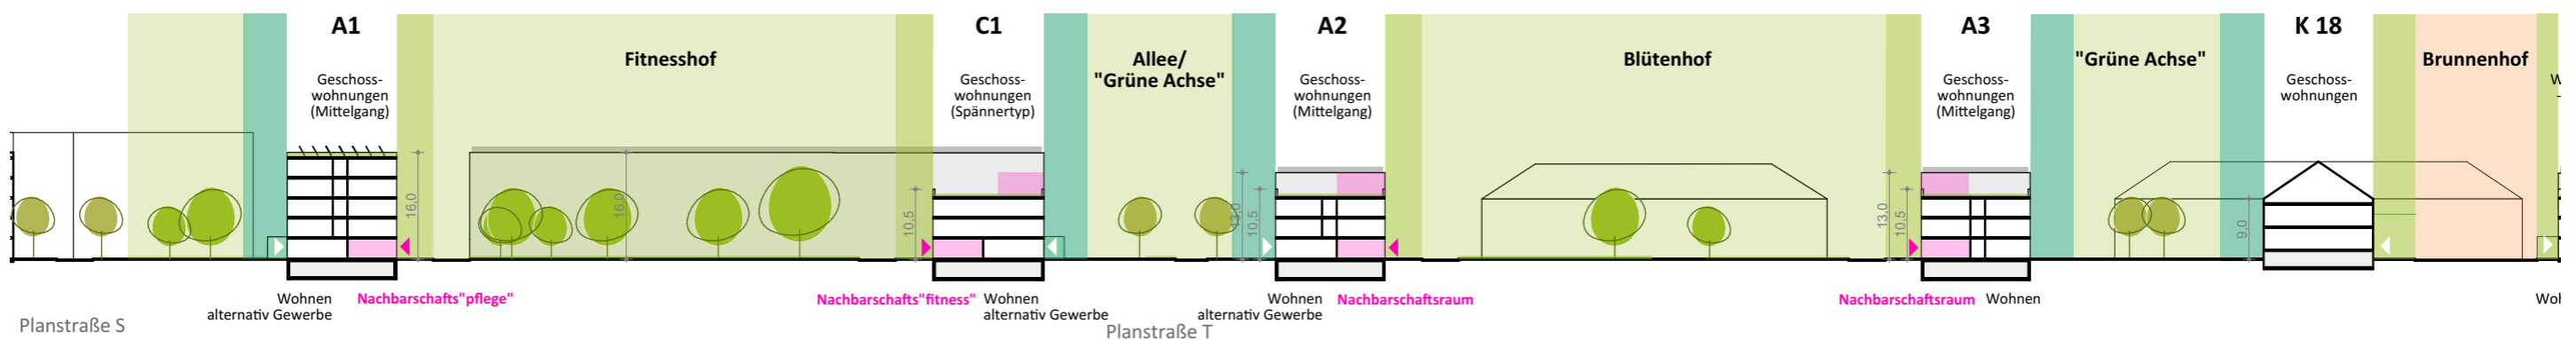 A1
C1
A2
A3
K 18
Fitnesshof
Allee/
"Grüne Achse"
Blütenhof
"Grüne Achse"
Brunnenhof
Geschoss-
wohnungen
(Mittelgang)
Geschoss-
wohnungen
(Spännertyp)
Geschoss-
wohnungen
(Mittelgang)
Geschoss-
wohnungen
(Mittelgang)
Geschoss-
wohnungen
W
16,0
16,0
10,5
13,0
10,5
13,0
10,5
9,0
Wohnen
alternativ Gewerbe
Nachbarschafts"pflege"
Nachbarschafts"fitness"
Wohnen
alternativ Gewerbe
Wohnen
alternativ Gewerbe
Nachbarschaftsraum
Nachbarschaftsraum
Wohnen
Woh
Planstraße S
Planstraße T